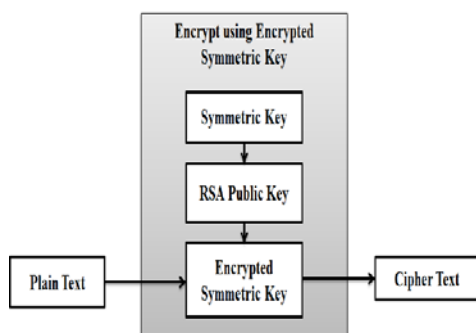 Encrypt using Encrypted
Symmetric Key
Symmetric Key
RSA Public Key
Plain Text
Encrypted
Symmetric Key
Cipher Text